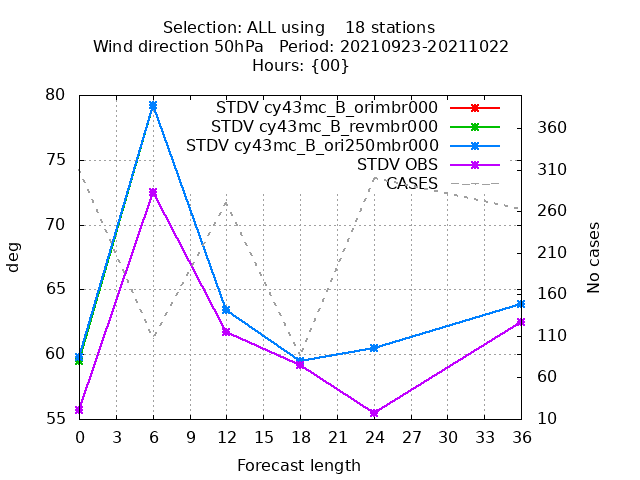 Selection: ALL using    18 stations
Wind direction 50hPa   Period: 20210923-20211022
Hours: {00}
STDV cy43mc_B_orimbr000
STDV cy43mc_B_revmbr000
STDV cy43mc_B_ori250mbr000
STDV OBS
CASES
80
75
70
65
60
55
deg
360
310
260
210
160
110
60
10
No cases
0 3 6 9 12 15 18 21 24 27 30 33 36
Forecast length